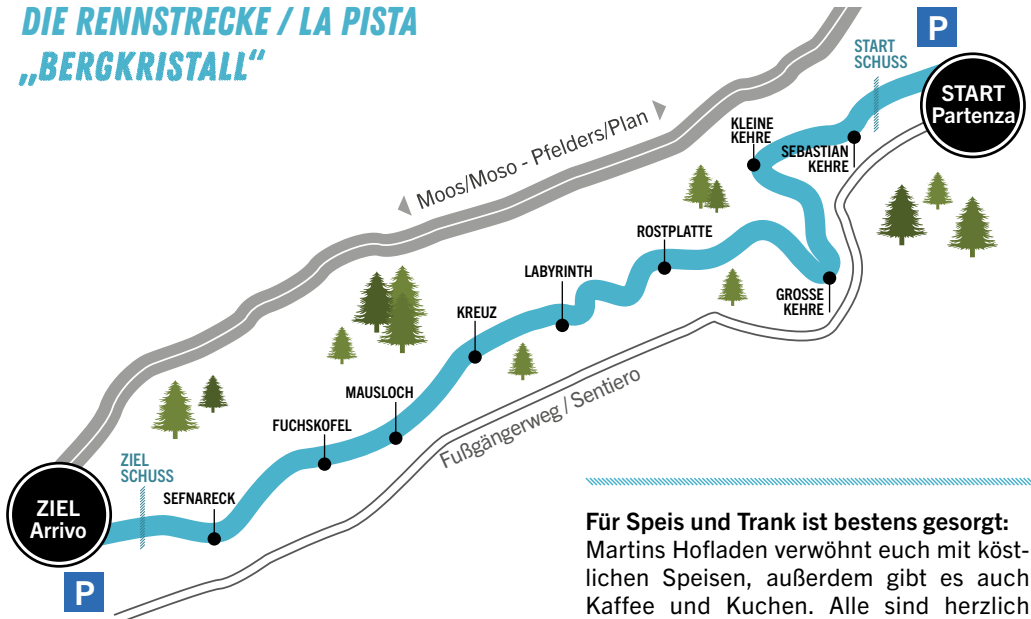 DIE RENNSTRECKE / LA PISTA
„BERGKRISTALL“
P
START
SCHUSS
START
Partenza
KLEINE
KEHRE
SEBASTIAN
KEHRE
Moos/Moso - Pfelders/Plan
ROSTPLATTE
LABYRINTH
GROSSE
KEHRE
KREUZ
MAUSLOCH
FUCHSKOFEL
Fußgängerweg / Sentiero
ZIEL
SCHUSS
SEFNARECK
ZIEL
Arrivo
P
Für Speis und Trank ist bestens gesorgt:
Martins Hofladen verwöhnt euch mit köst-
lichen Speisen, außerdem gibt es auch
Kaffee und Kuchen. Alle sind herzlich